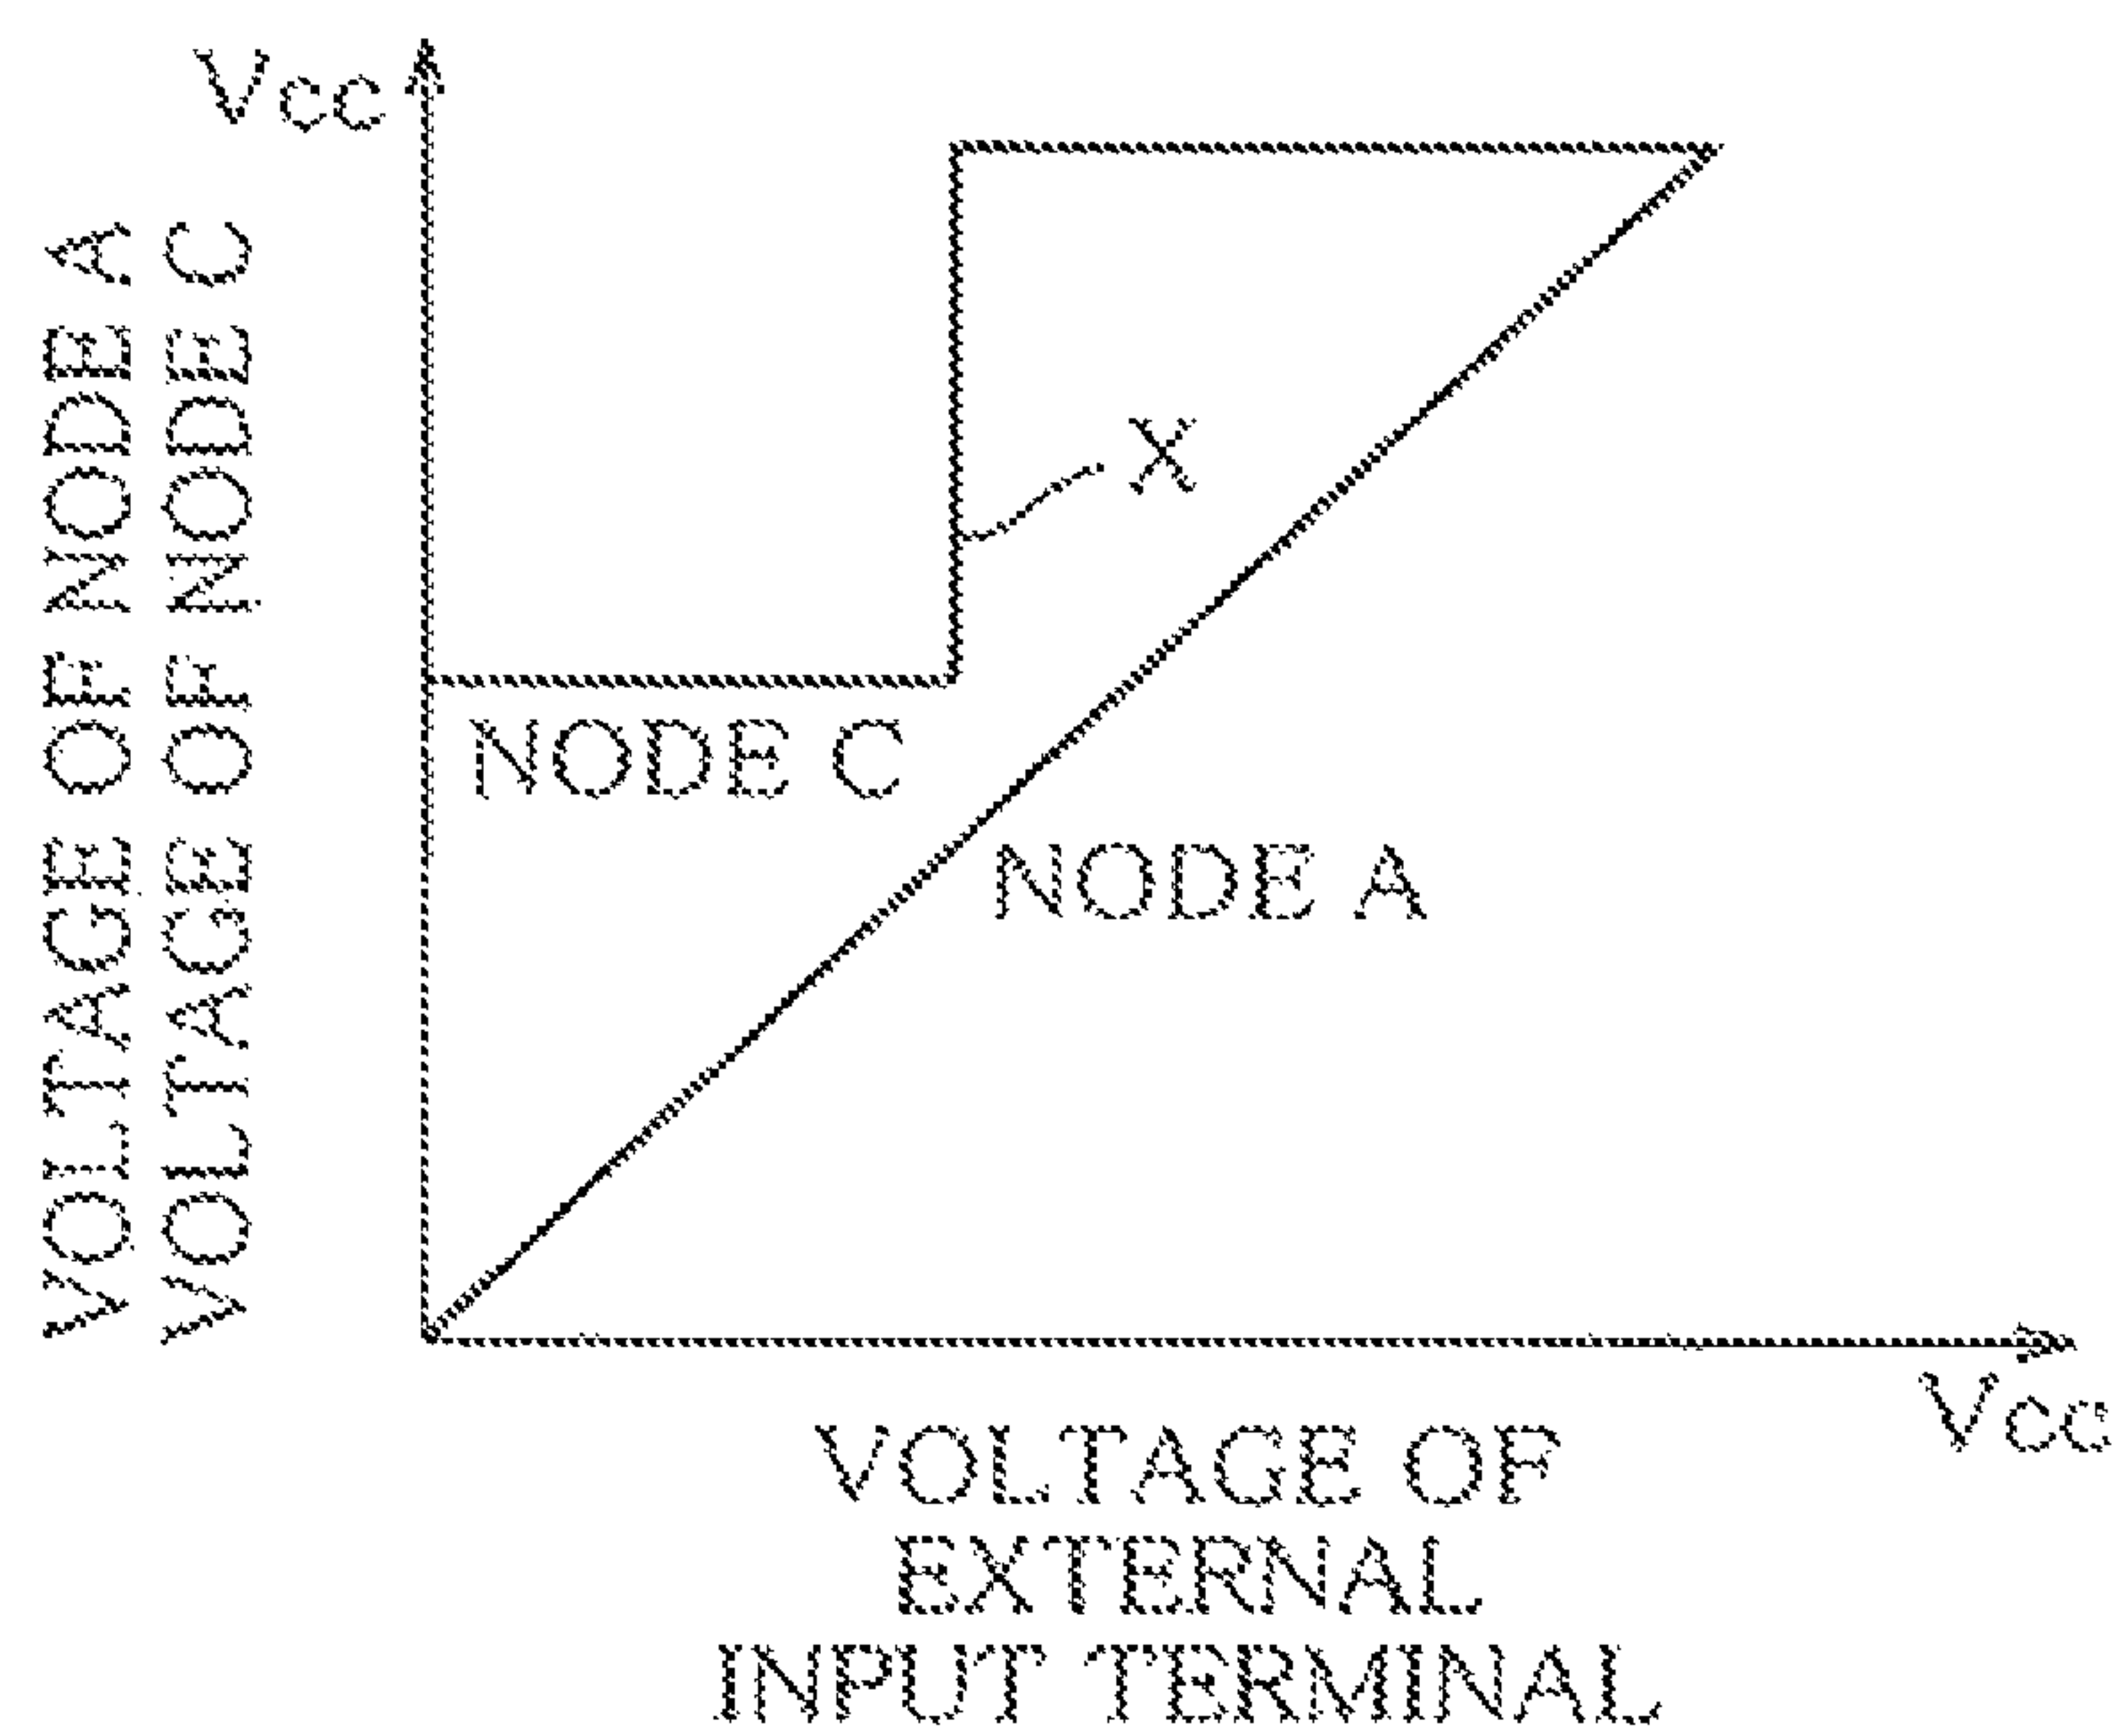 Vcc
VOLTAGE OF NODE A
VOLTAGE OF NODE C
X
NODE C
NODE A
Vcc
VOLTAGE OF
EXTERNAL
INPUT TERMINAL